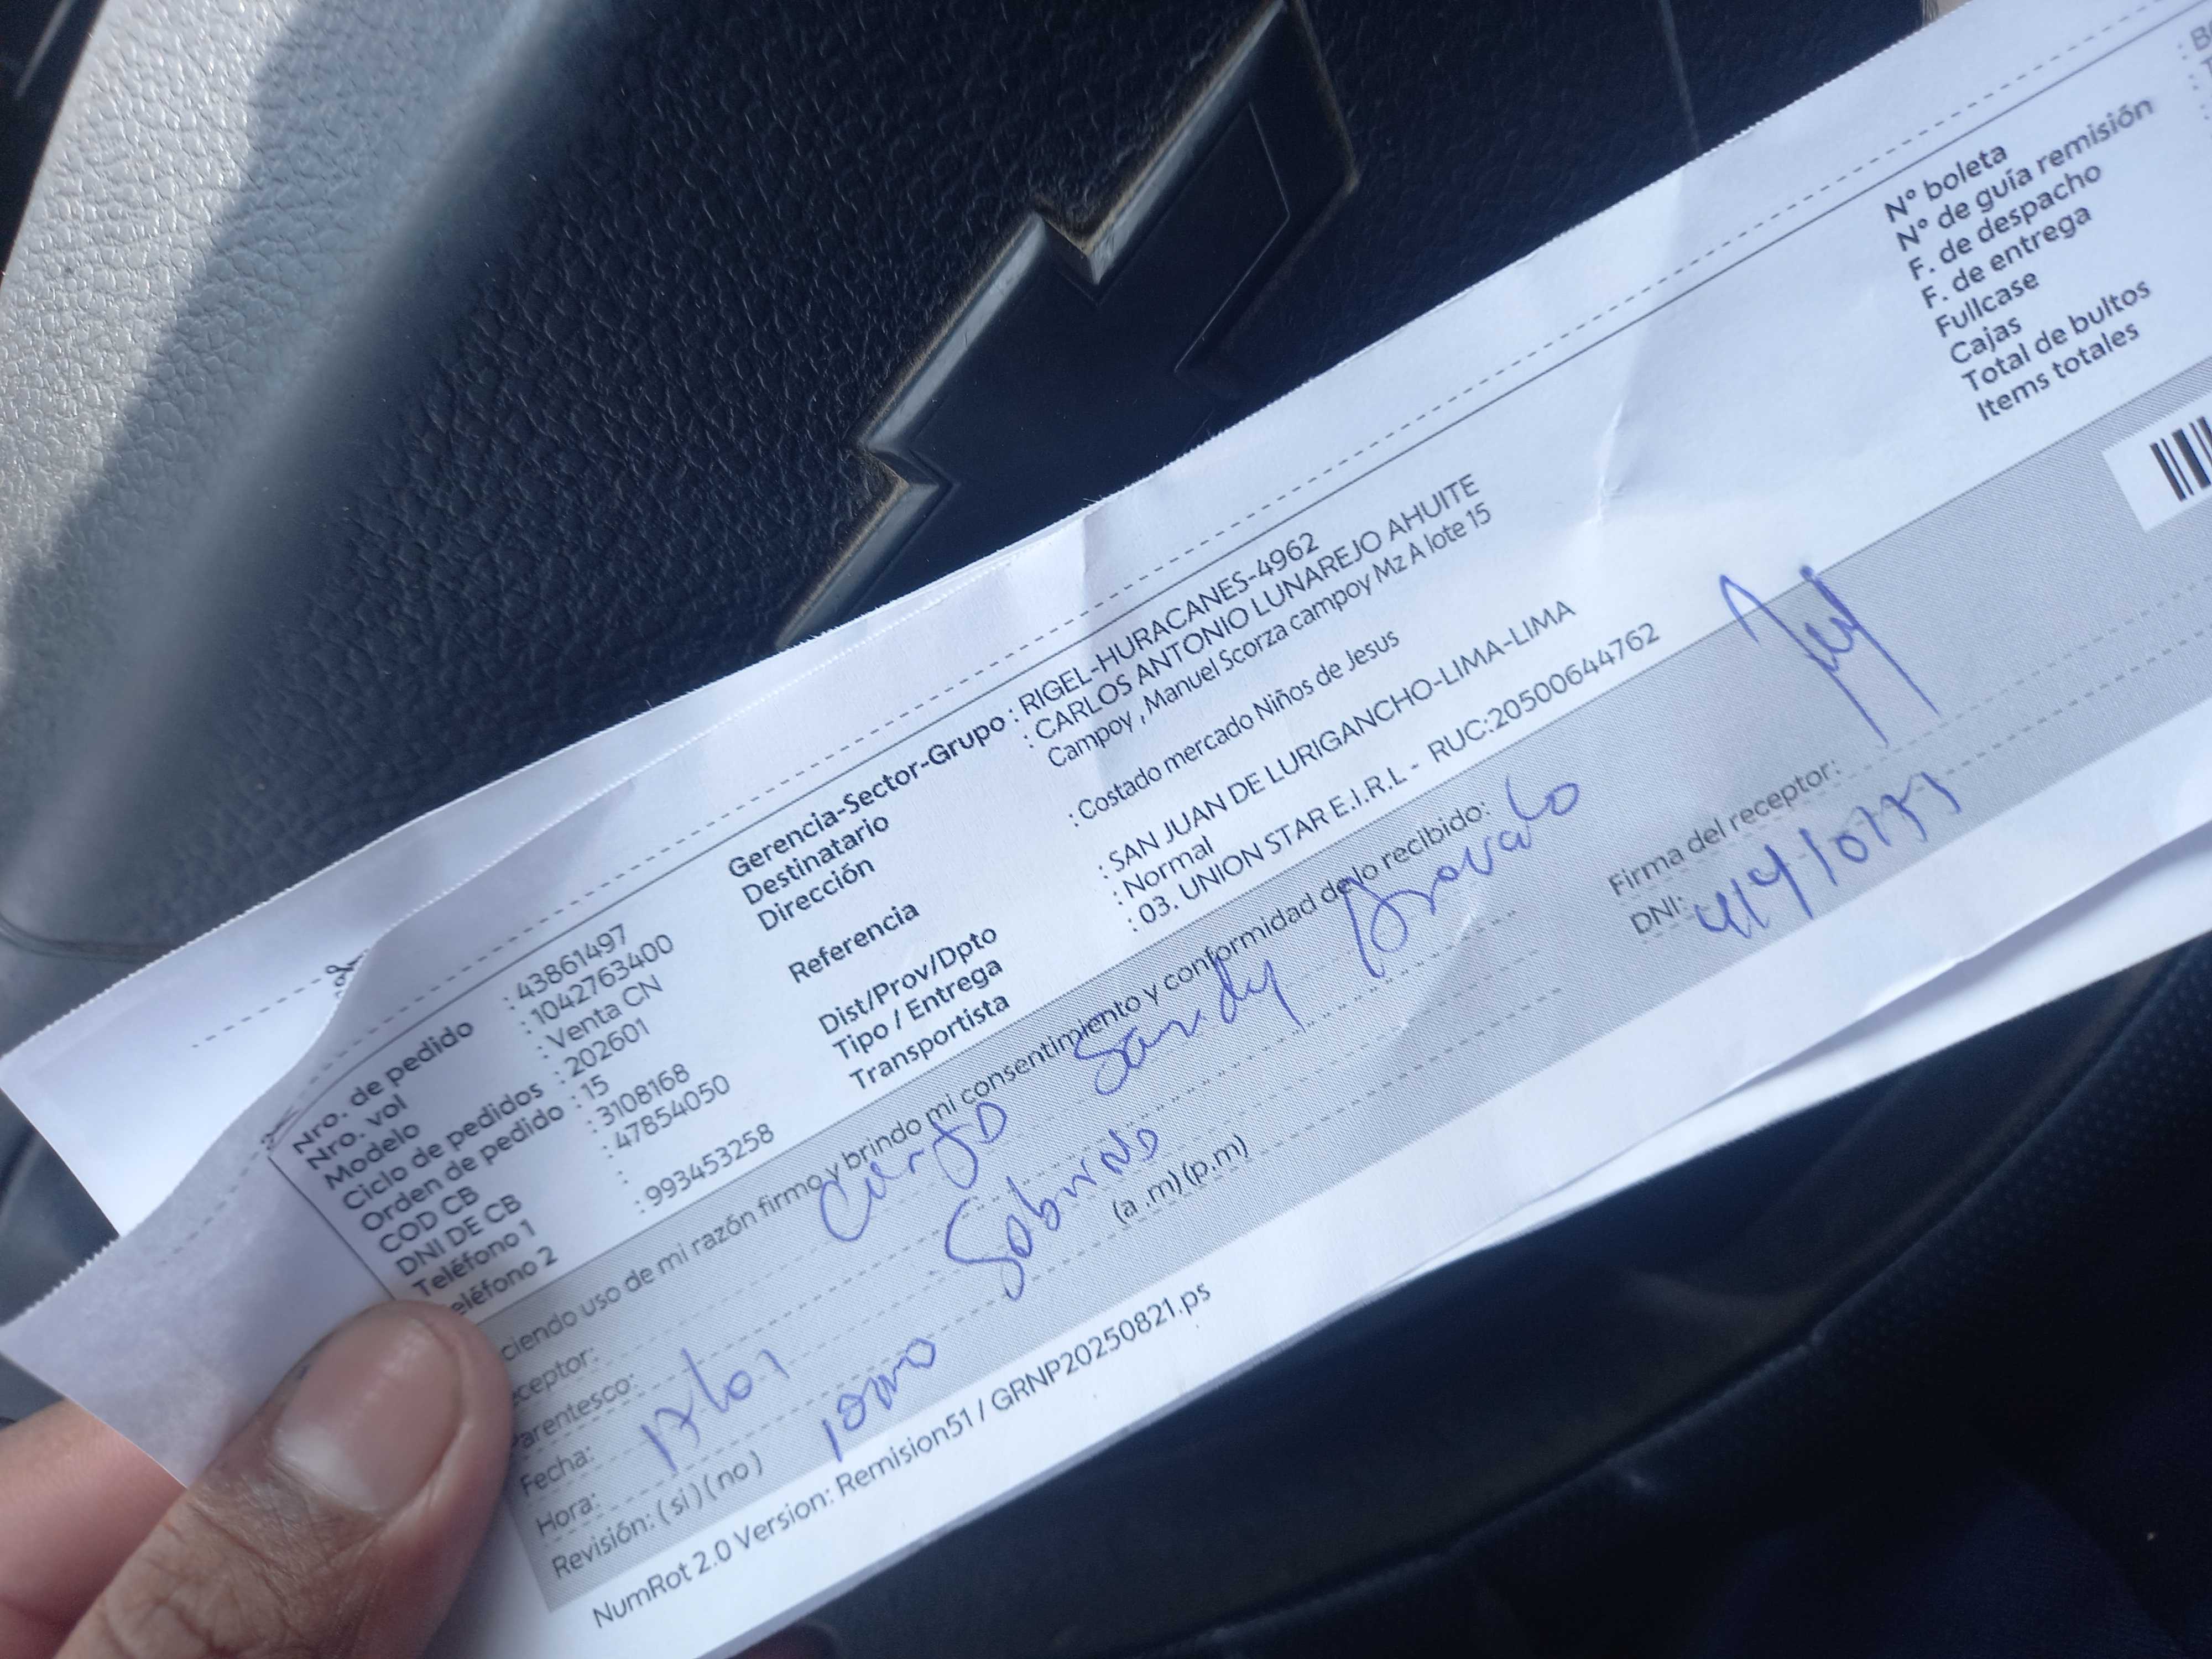 Nro. de pedido : 43861497
Nro. vol : 1042763400
Modelo : Venta CN
Ciclo de pedidos : 202601
Orden de pedido : 15
COD CB : 3108168
DNI DE CB : 47854050
Teléfono 1 :
eléfono 2 : 993453258
Gerencia-Sector-Grupo : RIGEL-HURACANES-4962
Destinatario : CARLOS ANTONIO LUNAREJO AHUITE
Dirección Campoy , Manuel Scorza campoy Mz A lote 15
Referencia : Costado mercado Niños de Jesus
Dist/Prov/Dpto : SAN JUAN DE LURIGANCHO-LIMA-LIMA
Tipo / Entrega : Normal
Transportista : 03. UNION STAR E.I.R.L - RUC:20500644762
N° boleta
N° de guía remisión
F. de despacho
F. de entrega
Fullcase
Cajas
Total de bultos
Items totales
ciendo uso de mi razón firmo y brindo mi consentimiento y conformidad de lo recibido:
ceptor: Sandy
Parentesco: Sobrino
Fecha: 17/01
Hora: (a .m) (p.m)
Revisión: ( si ) ( no )
Firma del receptor:
DNI:
NumRot 2.0 Version: Remision51 / GRNP20250821.ps